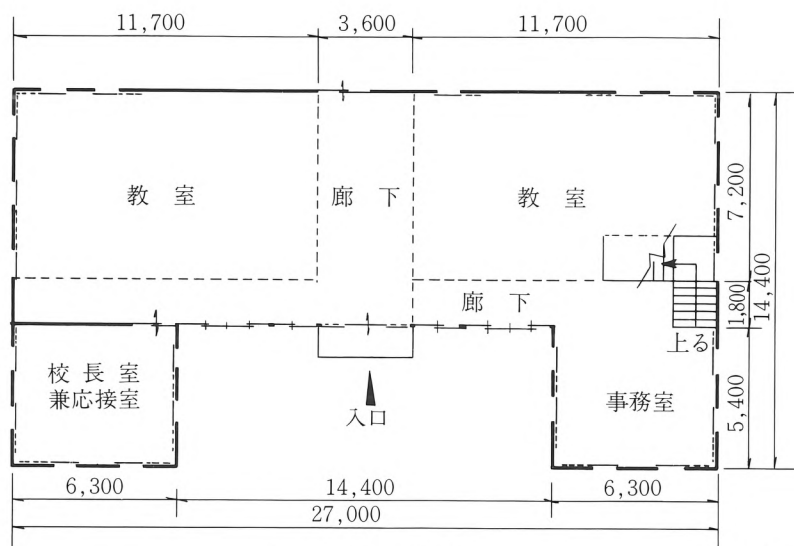 11,700
3,600
11,700
教室
廊下
教室
7,200
14,400
1,800
廊下
上る
校長室
兼応接室
入口
事務室
5,400
6,300
14,400
6,300
27,000